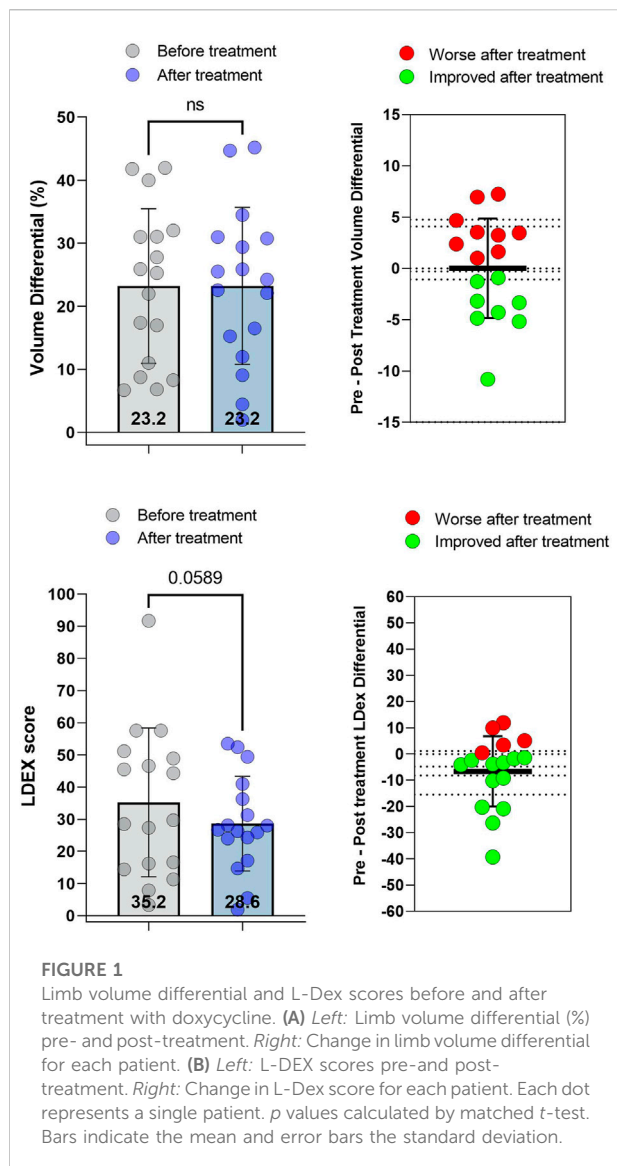 Before treatment
After treatment
ns
Volume Differential (%)
50
40
30
20
10
0
23.2
23.2
Worse after treatment
Improved after treatment
Pre - Post Treatment Volume Differential
15
10
5
0
-5
-10
-15
Before treatment
After treatment
0.0589
LDEX score
100
90
80
70
60
50
40
30
20
10
0
35.2
28.6
Worse after treatment
Improved after treatment
Pre - Post treatment LDex Differential
60
50
40
30
20
10
0
-10
-20
-30
-40
-50
-60
FIGURE 1
Limb volume differential and L-Dex scores before and after
treatment with doxycycline. (A) Left: Limb volume differential (%)
pre- and post-treatment. Right: Change in limb volume differential
for each patient. (B) Left: L-DEX scores pre-and post-
treatment. Right: Change in L-Dex score for each patient. Each dot
represents a single patient. p values calculated by matched t-test.
Bars indicate the mean and error bars the standard deviation.